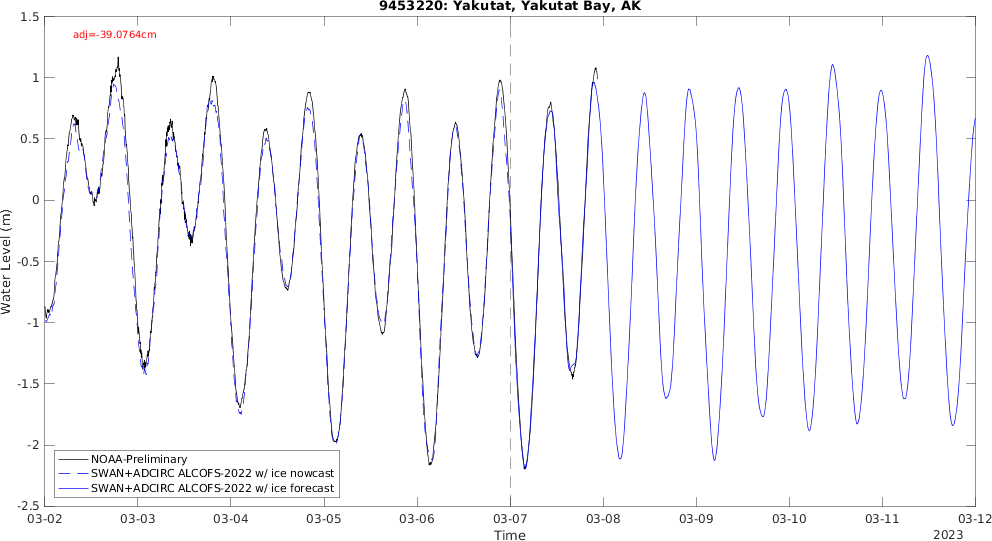 9453220: Yakutat, Yakutat Bay, AK
adj=-39.0764cm
Water Level (m)
1.5
1
0.5
0
-0.5
-1
-1.5
-2
-2.5
NOAA-Preliminary
SWAN+ADCIRC ALCOFS-2022 w/ ice nowcast
SWAN+ADCIRC ALCOFS-2022 w/ ice forecast
03-02 03-03 03-04 03-05 03-06 03-07 03-08 03-09 03-10 03-11 03-12
Time
2023